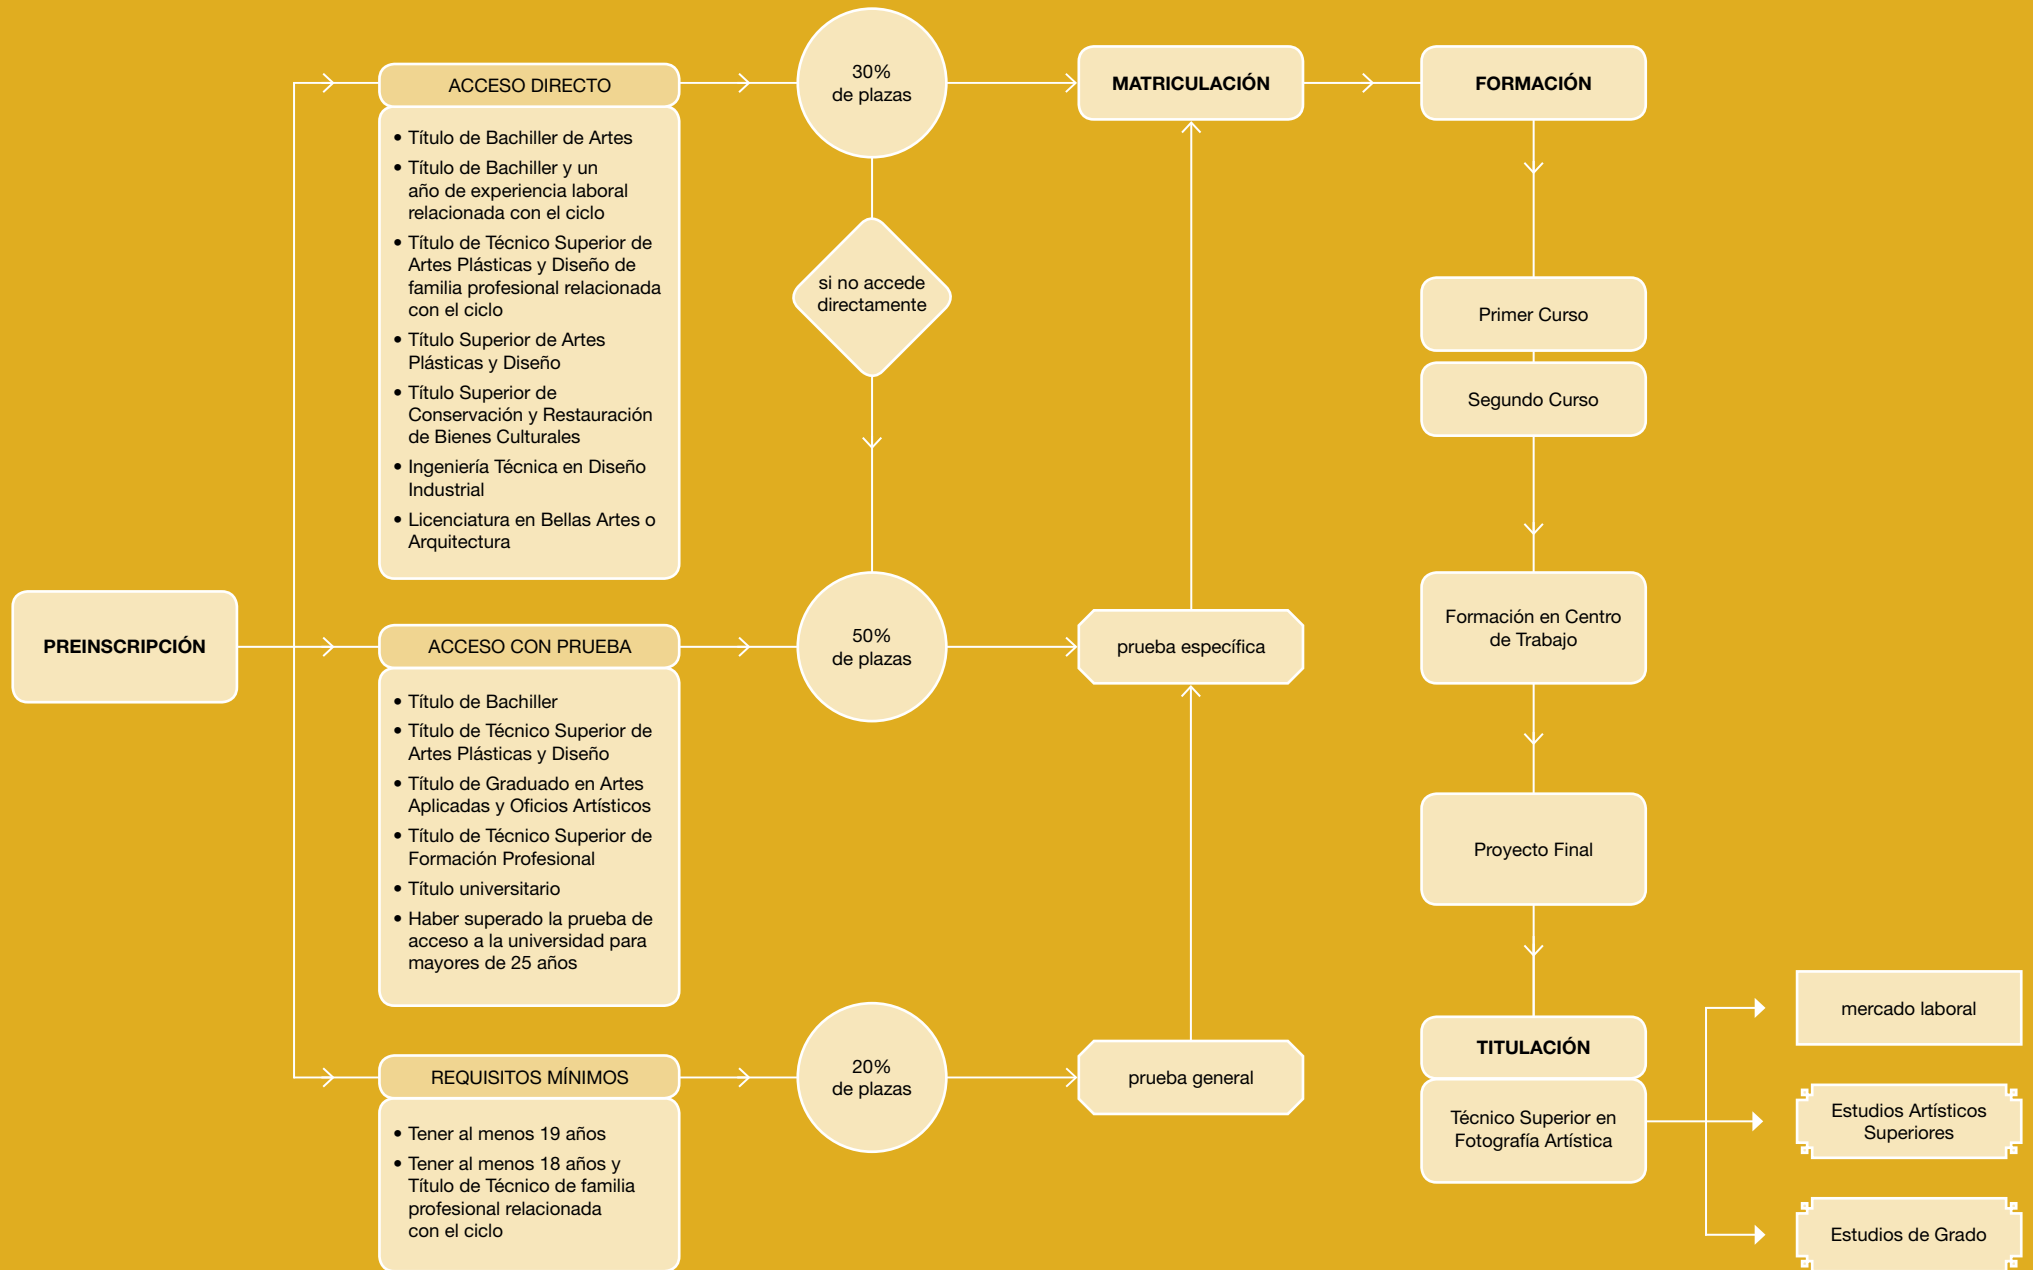 PREINSCRIPCIÓN
ACCESO DIRECTO
• Título de Bachiller de Artes
• Título de Bachiller y un
año de experiencia laboral
relacionada con el ciclo
• Título de Técnico Superior de
Artes Plásticas y Diseño de
familia profesional relacionada
con el ciclo
• Título Superior de Artes
Plásticas y Diseño
• Título Superior de
Conservación y Restauración
de Bienes Culturales
• Ingeniería Técnica en Diseño
Industrial
• Licenciatura en Bellas Artes o
Arquitectura
ACCESO CON PRUEBA
• Título de Bachiller
• Título de Técnico Superior de
Artes Plásticas y Diseño
• Título de Graduado en Artes
Aplicadas y Oficios Artísticos
• Título de Técnico Superior de
Formación Profesional
• Título universitario
• Haber superado la prueba de
acceso a la universidad para
mayores de 25 años
REQUISITOS MÍNIMOS
• Tener al menos 19 años
• Tener al menos 18 años y
Título de Técnico de familia
profesional relacionada
con el ciclo
30%
de plazas
si no accede
directamente
50%
de plazas
20%
de plazas
MATRICULACIÓN
prueba específica
prueba general
FORMACIÓN
Primer Curso
Segundo Curso
Formación en Centro
de Trabajo
Proyecto Final
TITULACIÓN
Técnico Superior en
Fotografía Artística
mercado laboral
Estudios Artísticos
Superiores
Estudios de Grado